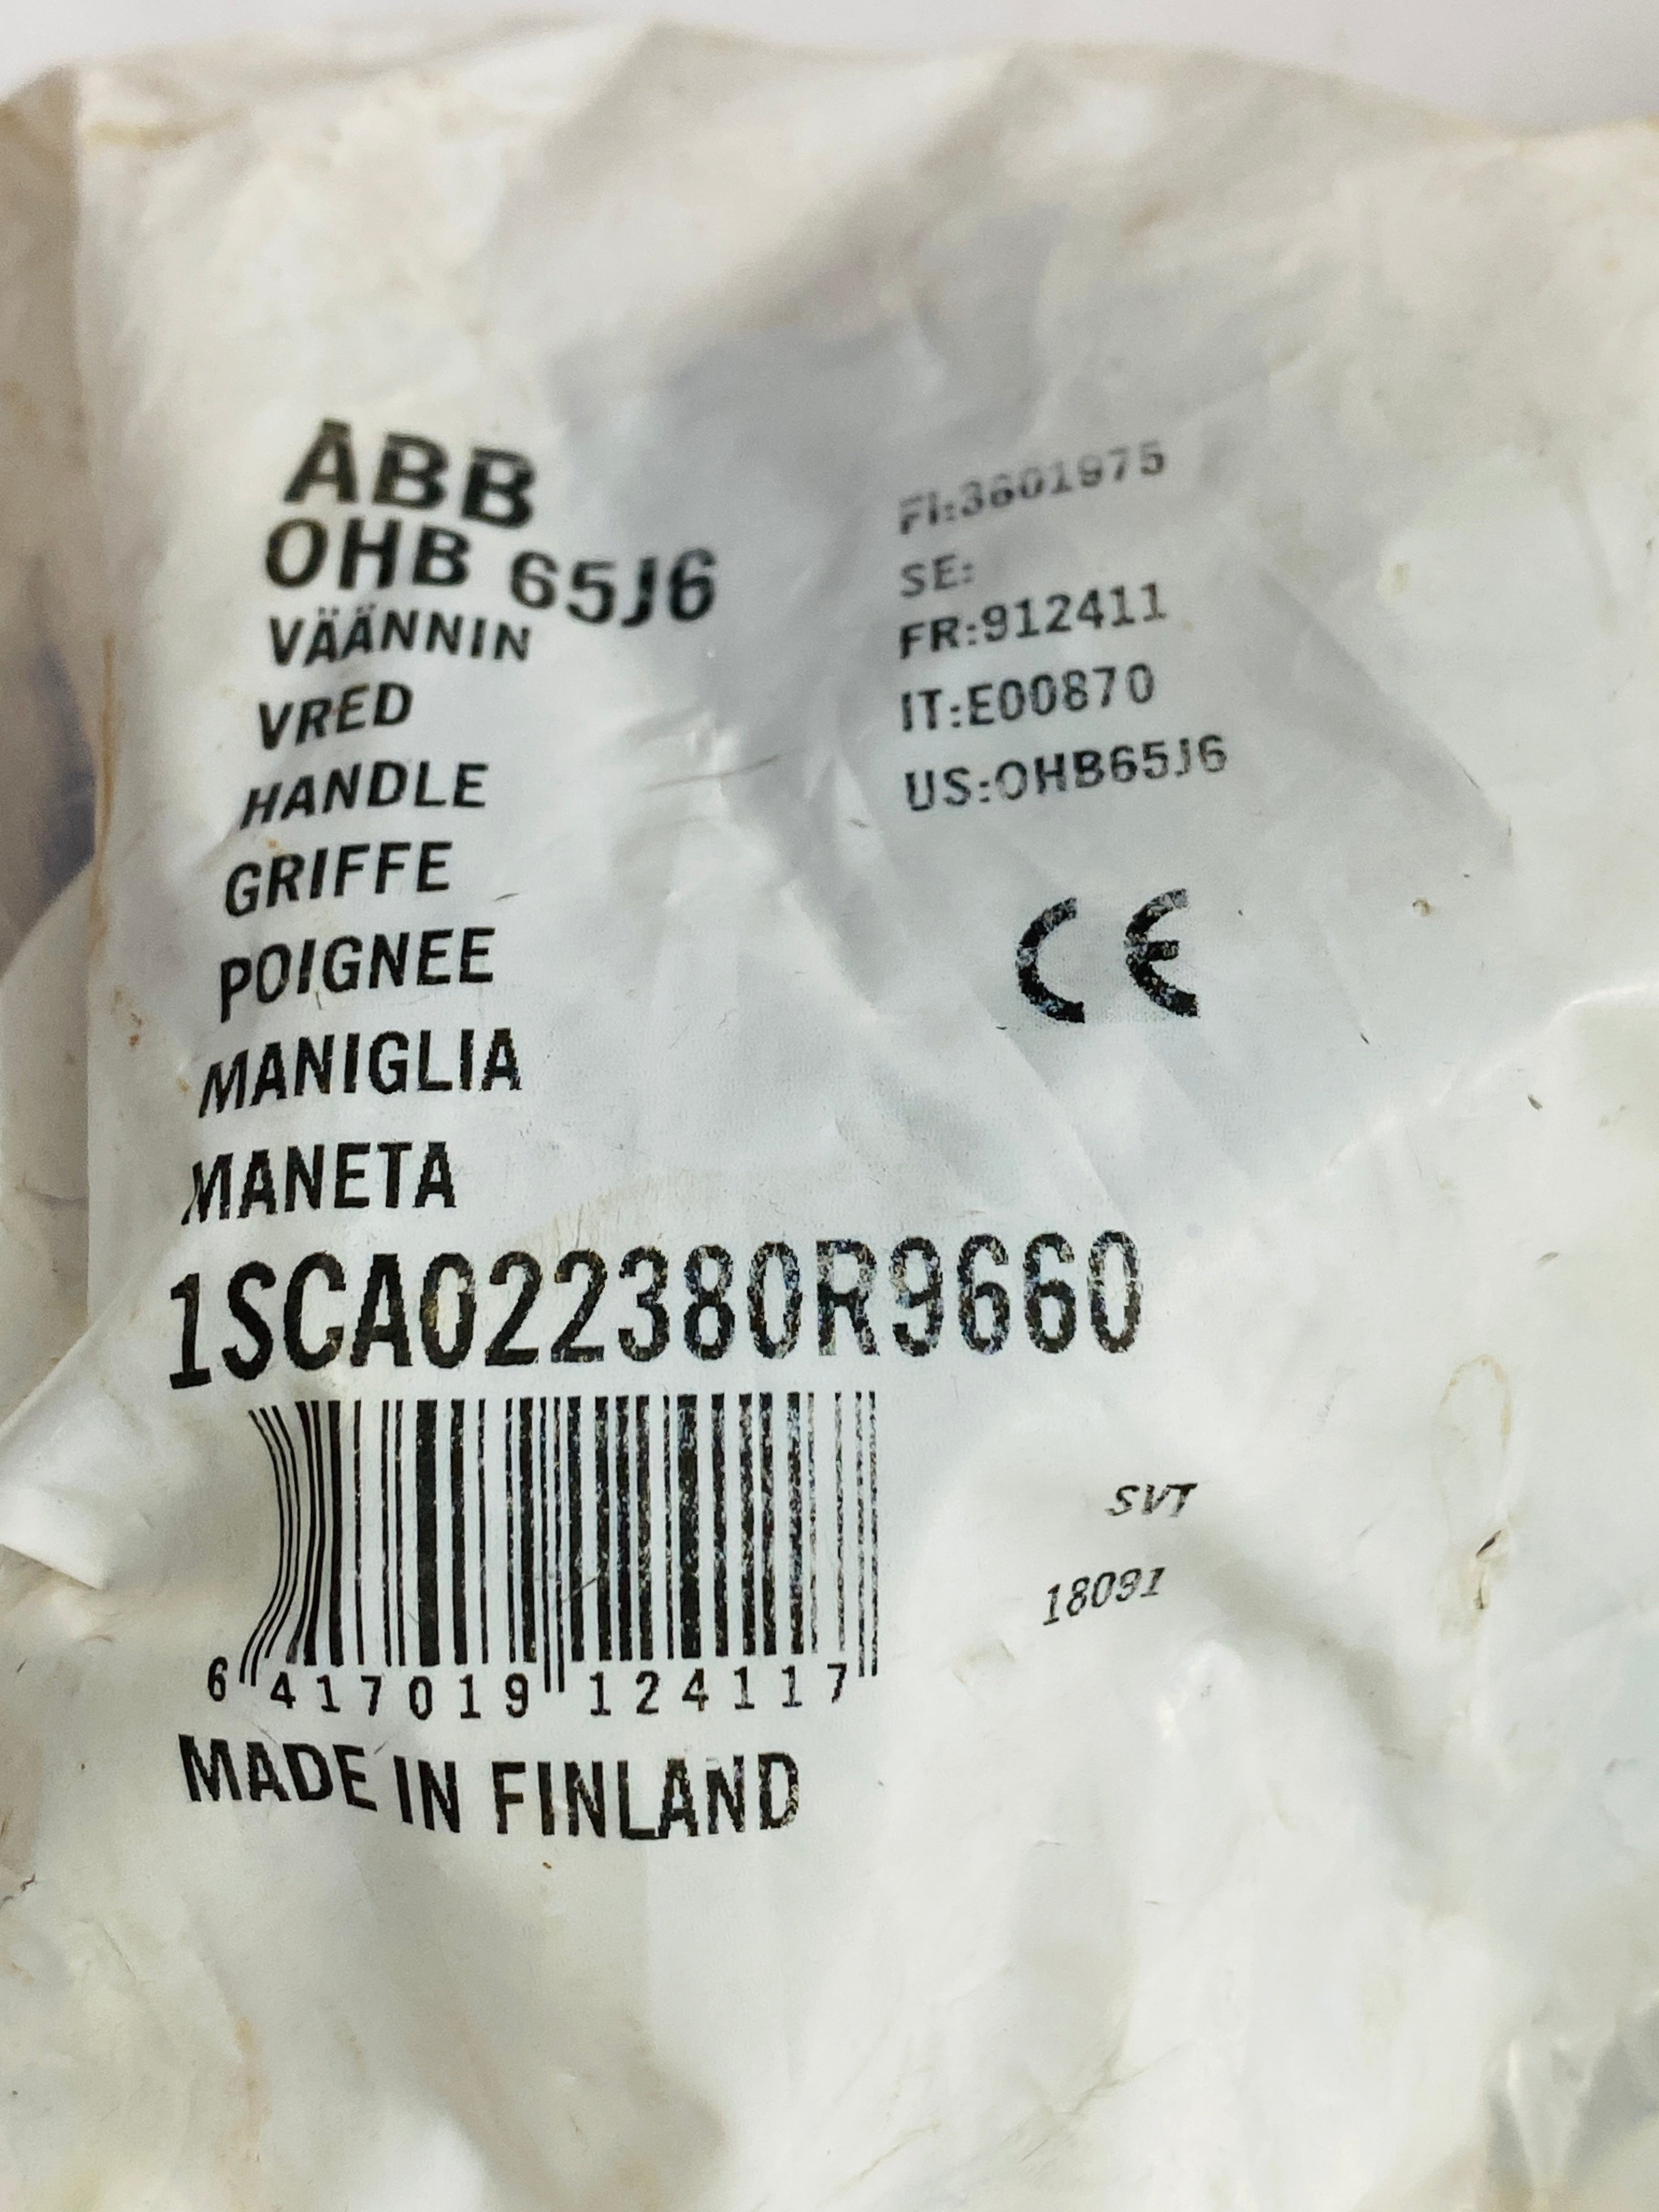 ABB
OHB 65J6
VÄÄNNIN
VRED
HANDLE
GRIFFE
POIGNEE
MANIGLIA
MANETA
FI:3601975
SE:
FR:912411
IT:E00870
US:OHB65J6
CE
1SCA022380R9660
6 417019 124117
SVT
18091
MADE IN FINLAND